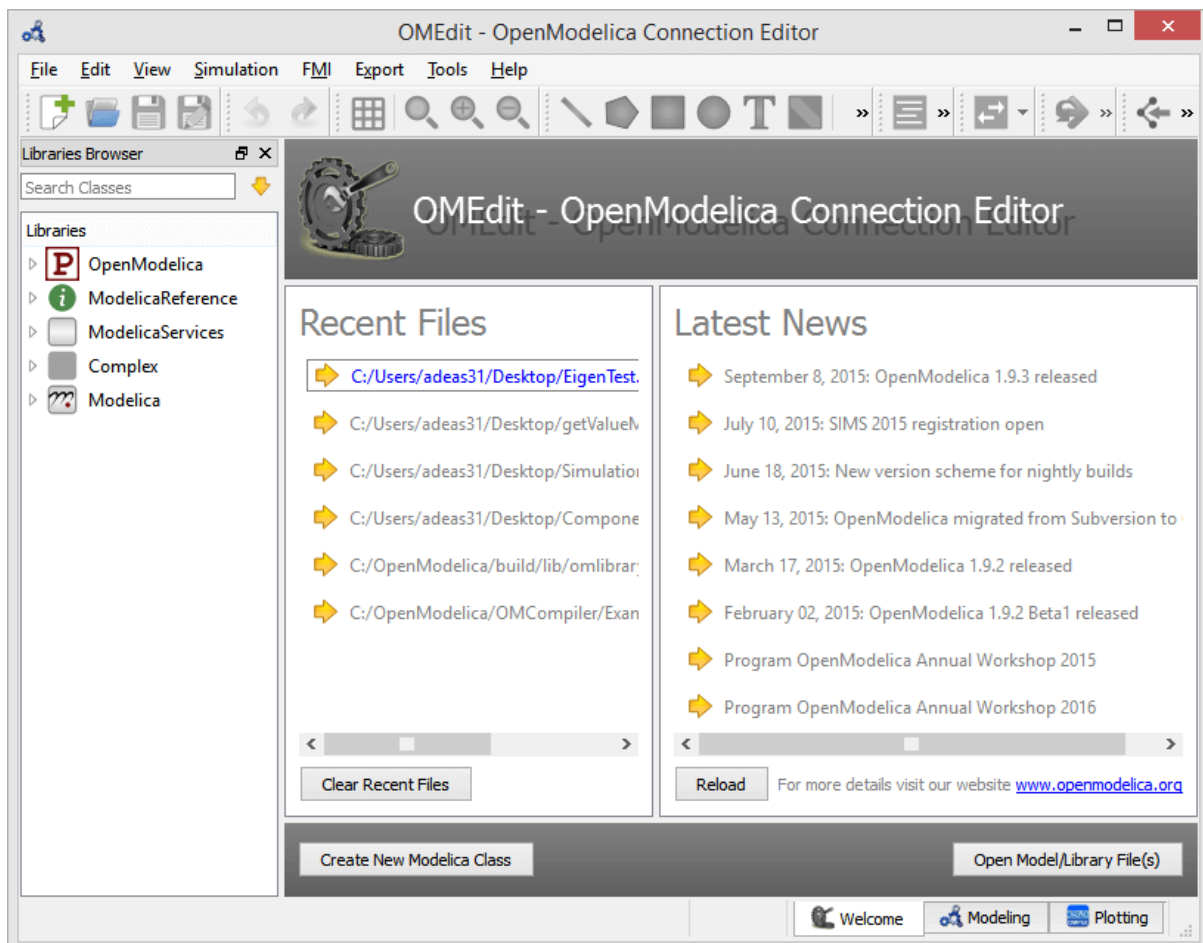 OMEdit - OpenModelica Connection Editor
File Edit View Simulation FMI Export Tools Help
T » » » »
Libraries Browser
Search Classes
Libraries
P OpenModelica
i ModelicaReference
ModelicaServices
Complex
m Modelica
OMEdit - OpenModelica Connection Editor
Recent Files
C:/Users/adeas31/Desktop/EigenTest.
C:/Users/adeas31/Desktop/getValueM
C:/Users/adeas31/Desktop/Simulation
C:/Users/adeas31/Desktop/Compone
C:/OpenModelica/build/lib/omlibrary
C:/OpenModelica/OMCompiler/Exan
Clear Recent Files
Latest News
September 8, 2015: OpenModelica 1.9.3 released
July 10, 2015: SIMS 2015 registration open
June 18, 2015: New version scheme for nightly builds
May 13, 2015: OpenModelica migrated from Subversion to
March 17, 2015: OpenModelica 1.9.2 released
February 02, 2015: OpenModelica 1.9.2 Beta1 released
Program OpenModelica Annual Workshop 2015
Program OpenModelica Annual Workshop 2016
Reload For more details visit our website www.openmodelica.org
Create New Modelica Class Open Model/Library File(s)
Welcome Modeling Plotting